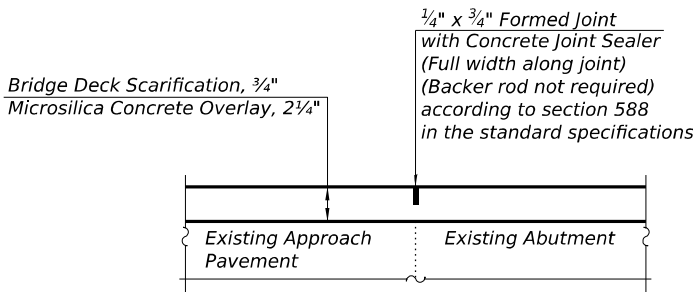 ¼" x ¾" Formed Joint
with Concrete Joint Sealer
(Full width along joint)
(Backer rod not required)
according to section 588
in the standard specifications
Bridge Deck Scarification, ¾"
Microsilica Concrete Overlay, 2¼"
Existing Approach
Pavement
Existing Abutment